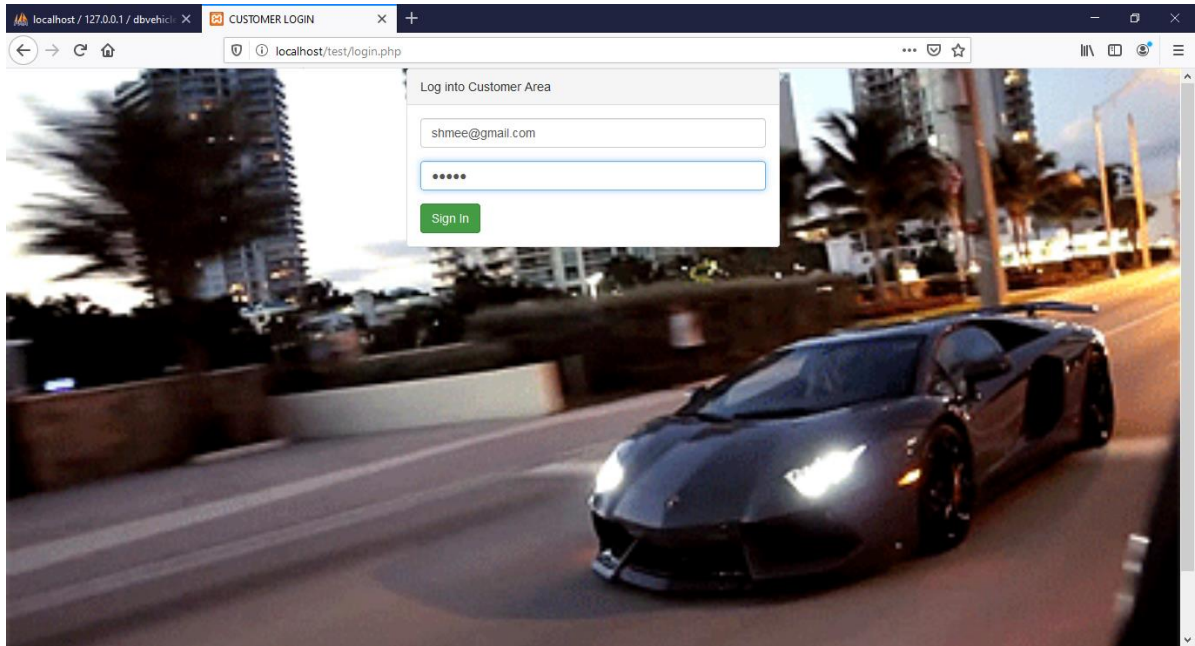 localhost / 127.0.0.1 / dbvehicle
CUSTOMER LOGIN
localhost/test/login.php
Log into Customer Area
shmee@gmail.com
•••••
Sign In